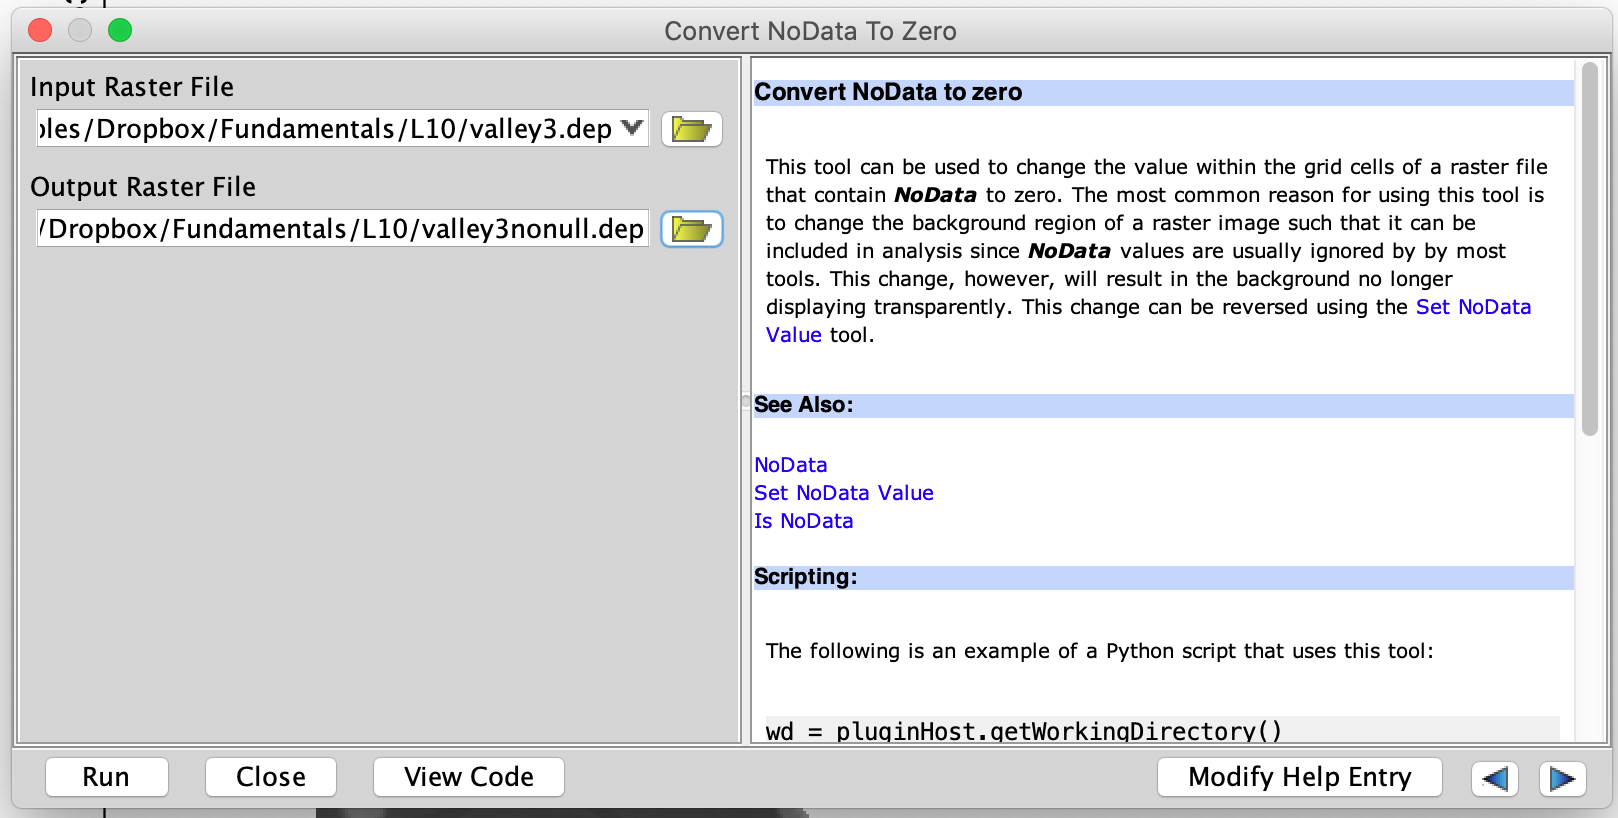 Convert NoData To Zero
Input Raster File
oles/Dropbox/Fundamentals/L10/valley3.dep
Output Raster File
/Dropbox/Fundamentals/L10/valley3nonull.dep
Convert NoData to zero
This tool can be used to change the value within the grid cells of a raster file
that contain NoData to zero. The most common reason for using this tool is
to change the background region of a raster image such that it can be
included in analysis since NoData values are usually ignored by by most
tools. This change, however, will result in the background no longer
displaying transparently. This change can be reversed using the Set NoData
Value tool.
See Also:
NoData
Set NoData Value
Is NoData
Scripting:
The following is an example of a Python script that uses this tool:
wd = pluginHost.getWorkingDirectory()
Run
Close
View Code
Modify Help Entry